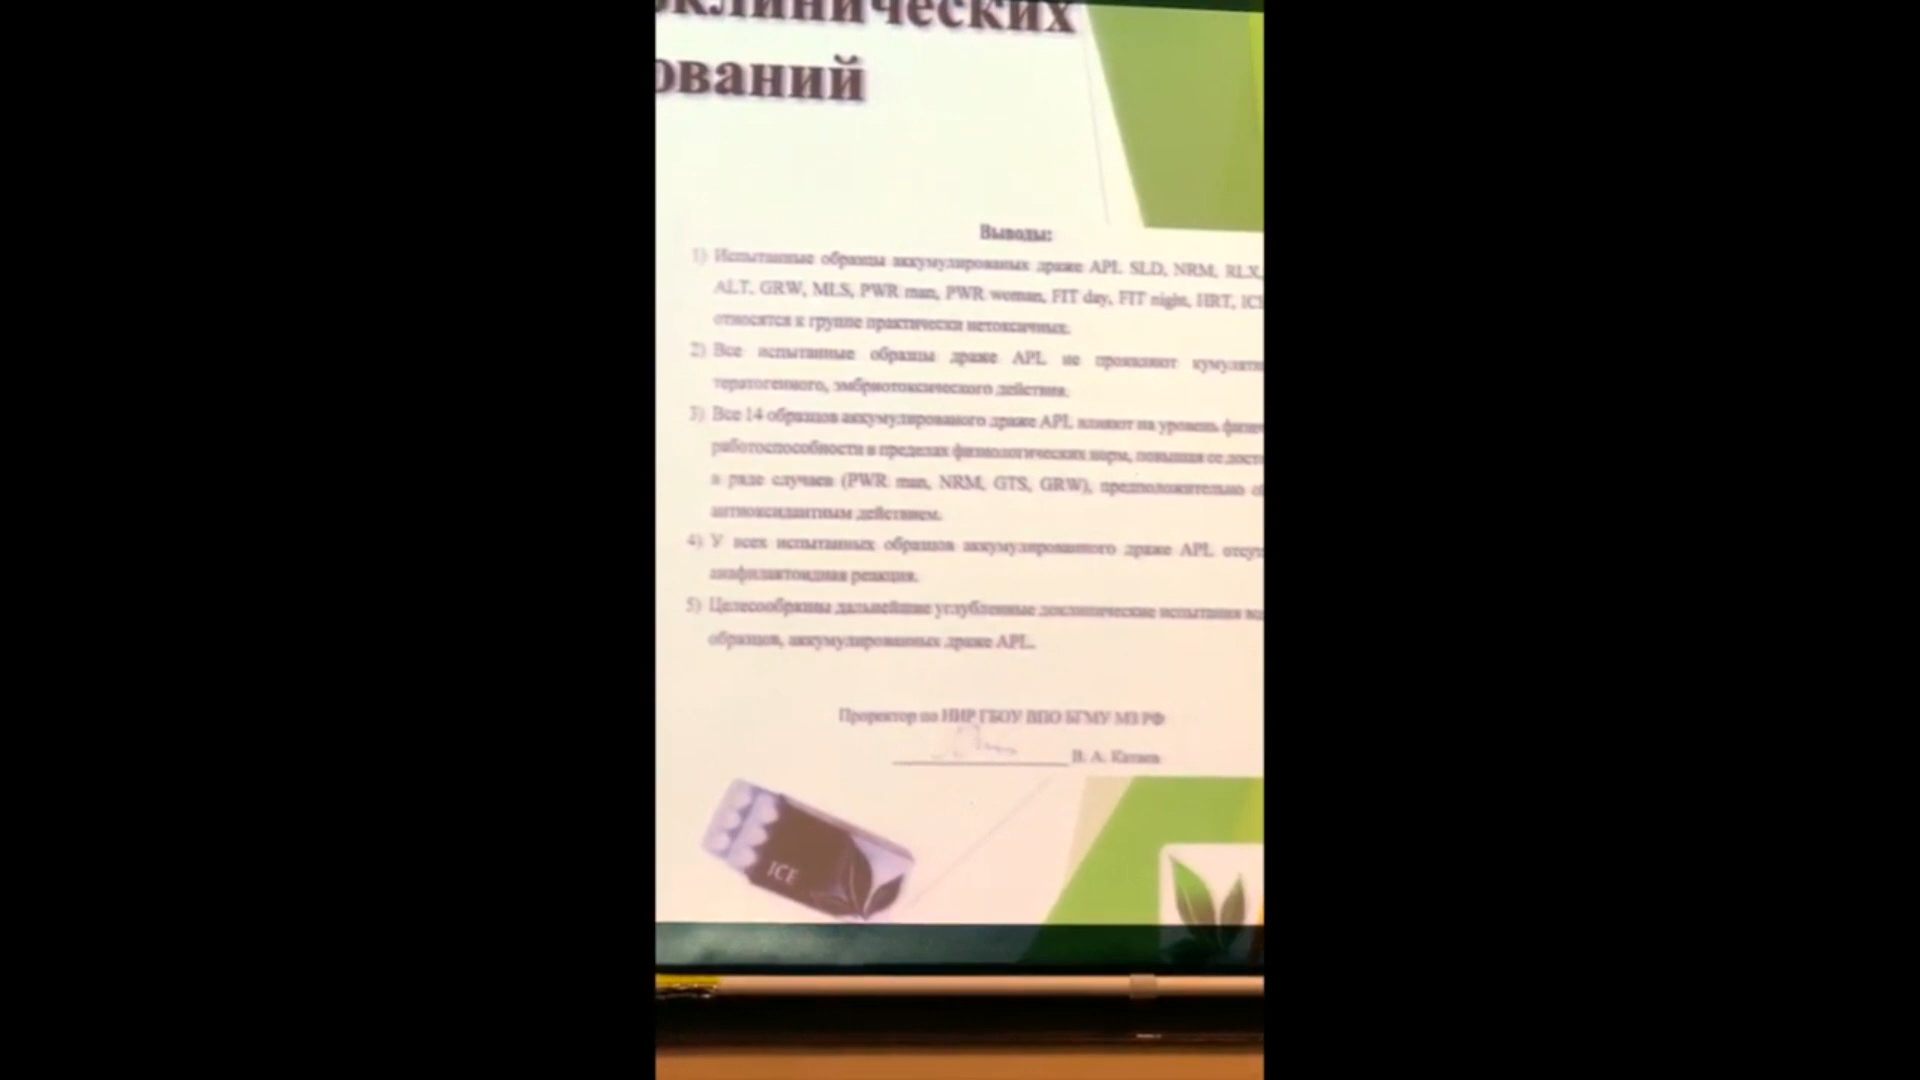 клинических
ований
Выводы:
1) Испытанные образцы аккумулированых драже APL SLD, NRM, RLX,
ALT, GRW, MLS, PWR man, PWR woman, FIT day, FIT night, HRT, ICE
относятся к группе практически нетоксичных.
2) Все испытанные образцы драже APL не проявляют
тератогенного, эмбриотоксического действия.
3) Все 14 образцов аккумулированого драже APL влияют на уровень
работоспособности в пределах физиологических норм, повышая ее
в ряде случаев (PWR man, NRM, GTS, GRW), предположительно
антиоксидантным действием.
4) У всех испытанных образцов аккумулированного драже APL
анафилактоидная реакция.
5) Целесообразны дальнейшие углубленные доклинические испытания
образцов, аккумулированных драже APL.
Проректор по НИР ГБОУ ВПО БГМУ МЗ РФ
В. А. Катаев
ICE